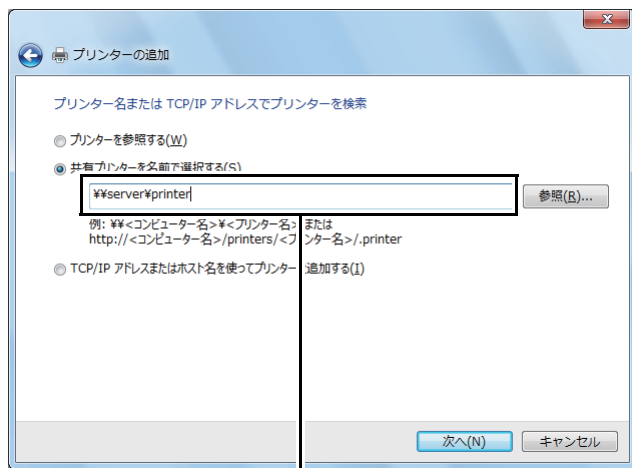 プリンターの追加
プリンター名または TCP/IP アドレスでプリンターを検索
プリンターを参照する(W)
共有プリンターを名前で選択する(S)
¥¥server¥printer
参照(R)...
例: ¥¥<コンピューター名>¥<プリンター名> または
http://<コンピューター名>/printers/<プリンター名>/.printer
TCP/IP アドレスまたはホスト名を使ってプリンターを追加する(I)
次へ(N)
キャンセル